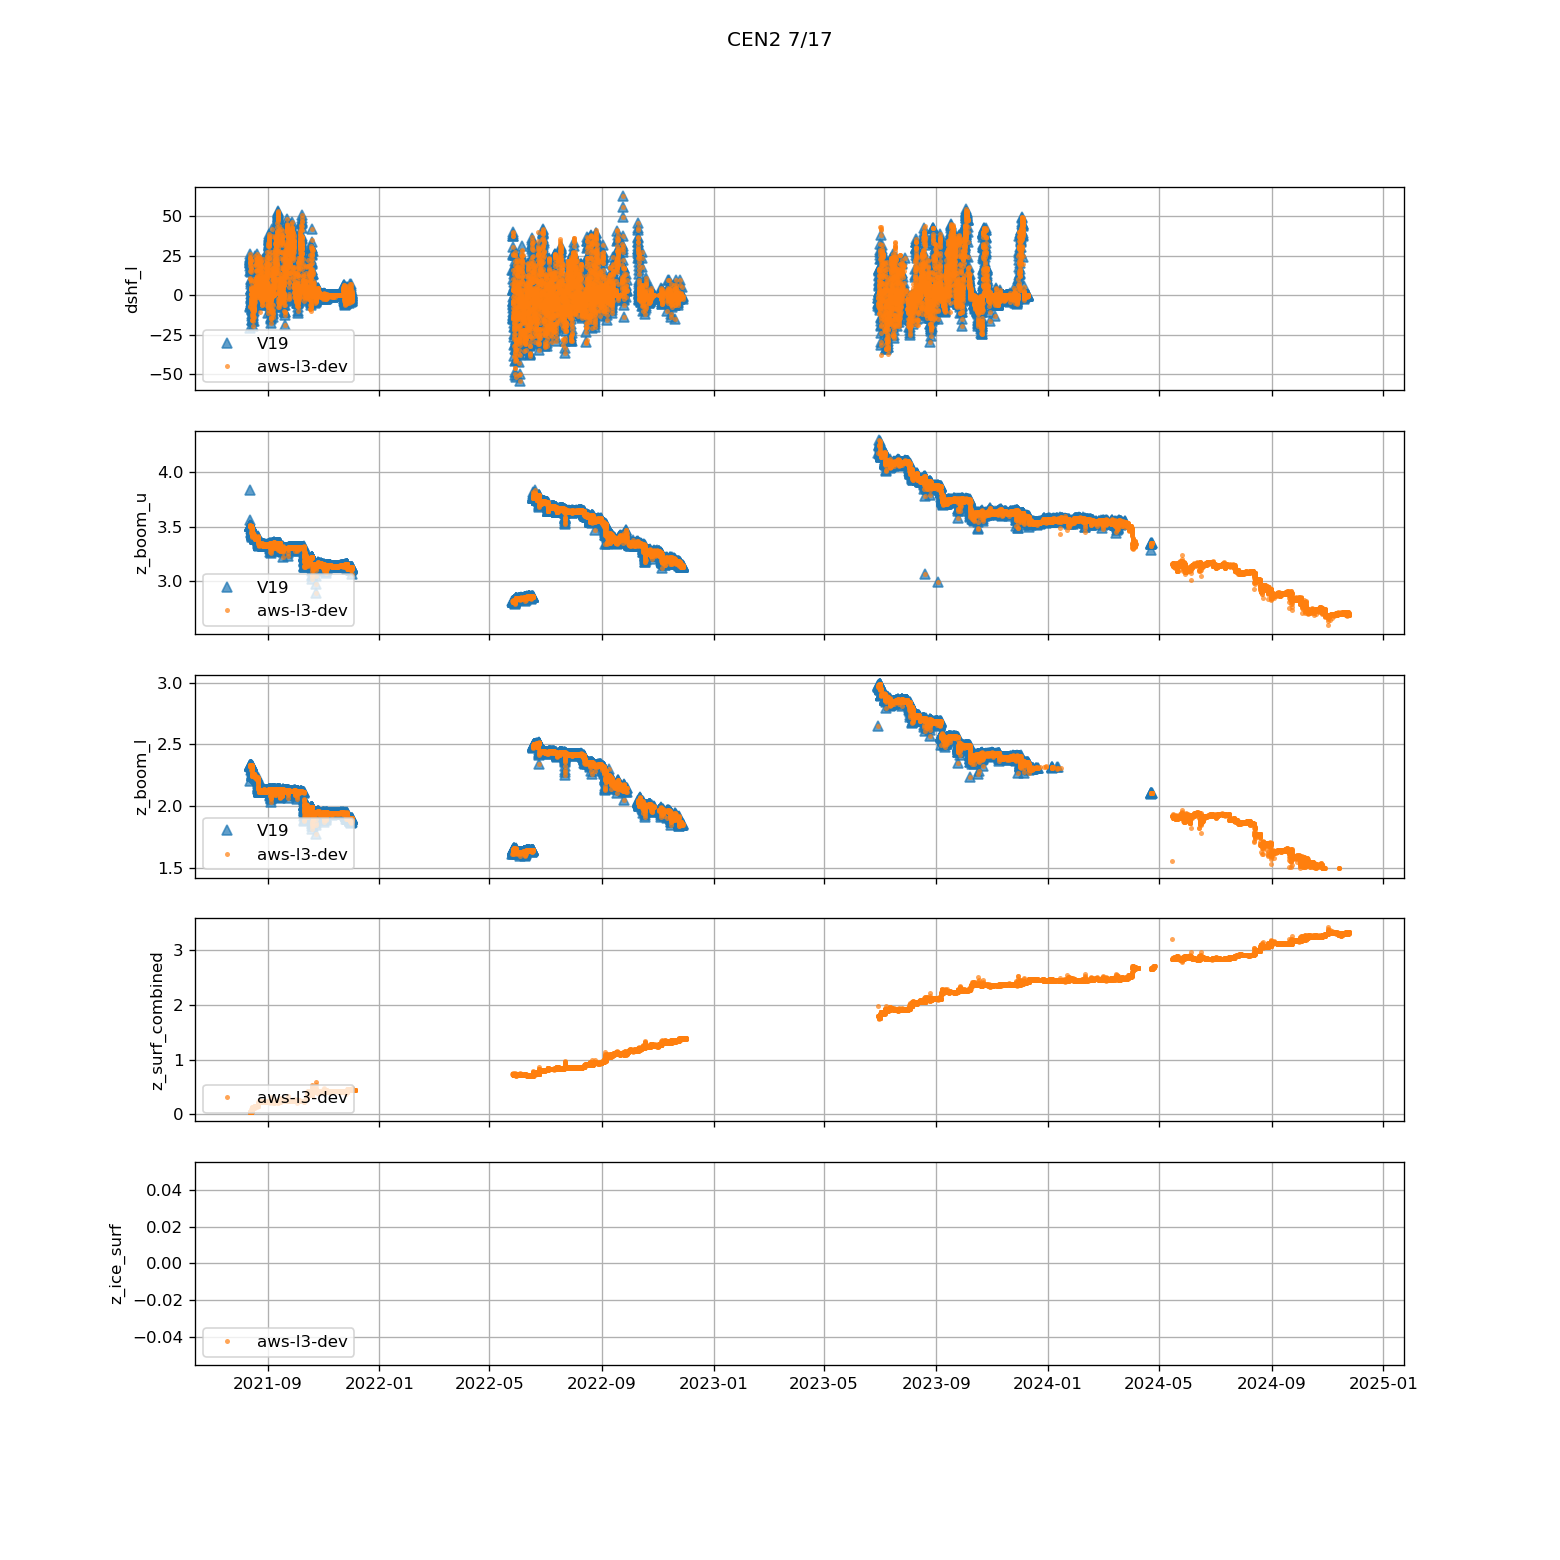 CEN2 7/17
dshf_l
50
25
0
−25
−50
V19
aws-l3-dev
z_boom_u
4.0
3.5
3.0
V19
aws-l3-dev
z_boom_l
3.0
2.5
2.0
1.5
V19
aws-l3-dev
z_surf_combined
3
2
1
0
aws-l3-dev
z_ice_surf
0.04
0.02
0.00
−0.02
−0.04
aws-l3-dev
2021-09 2022-01 2022-05 2022-09 2023-01 2023-05 2023-09 2024-01 2024-05 2024-09 2025-01